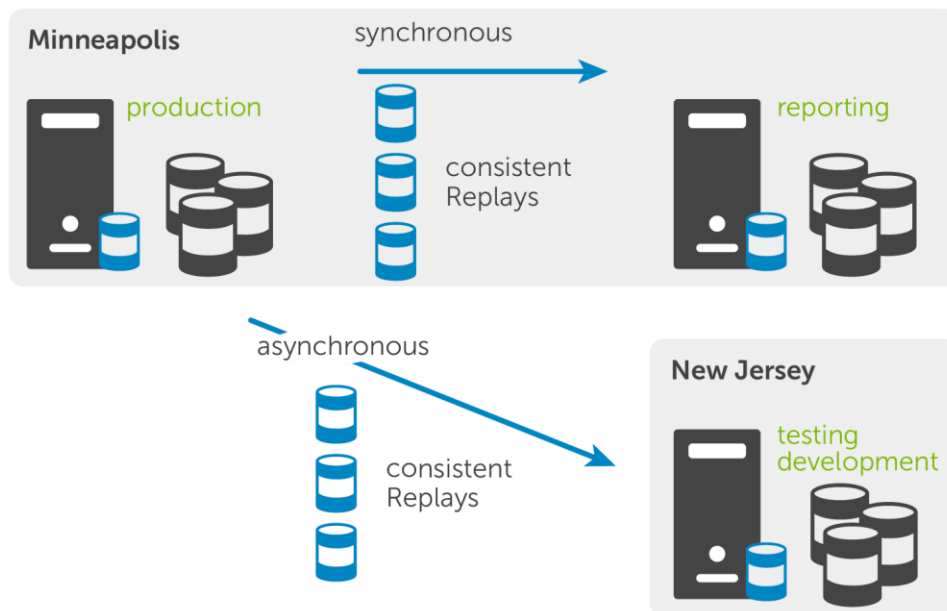 Minneapolis
synchronous
production
reporting
consistent
Replays
asynchronous
New Jersey
testing
development
consistent
Replays